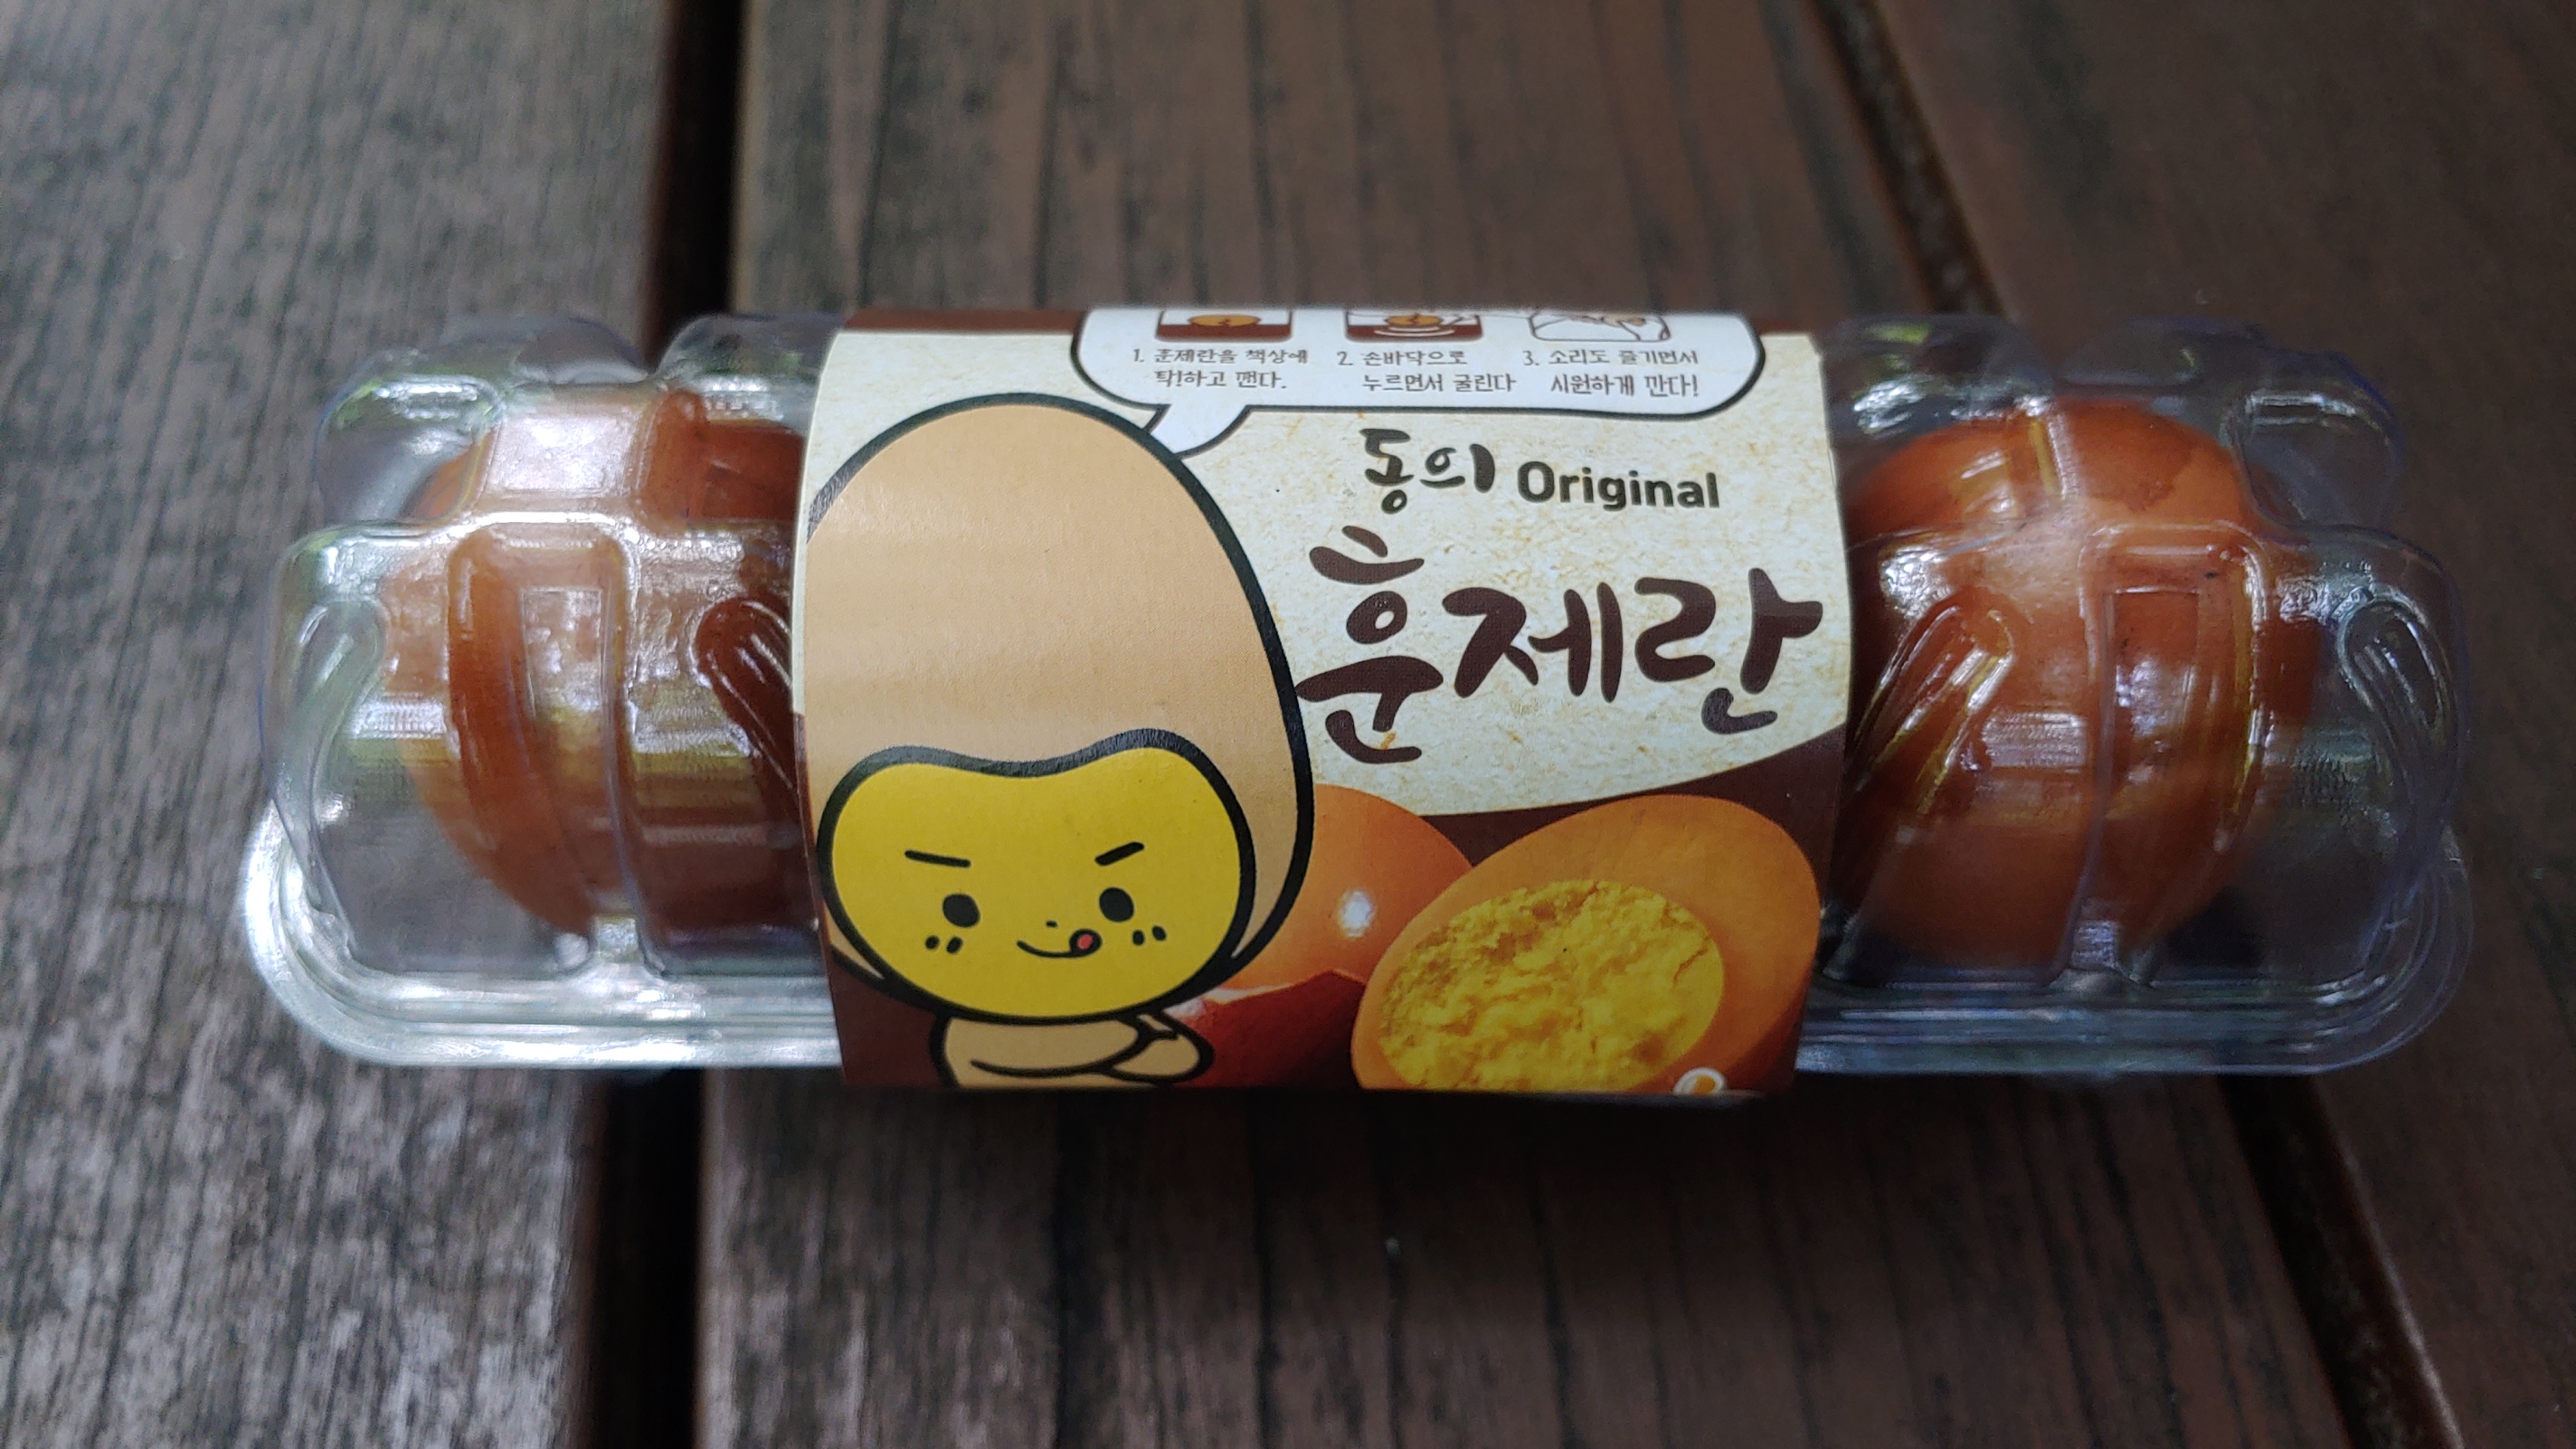 1. 훈제란을 책상에
탁!하고 깬다.
2. 손바닥으로
누르면서 굴린다
3. 소리도 즐기면서
시원하게 깐다!
동의 Original
훈제란